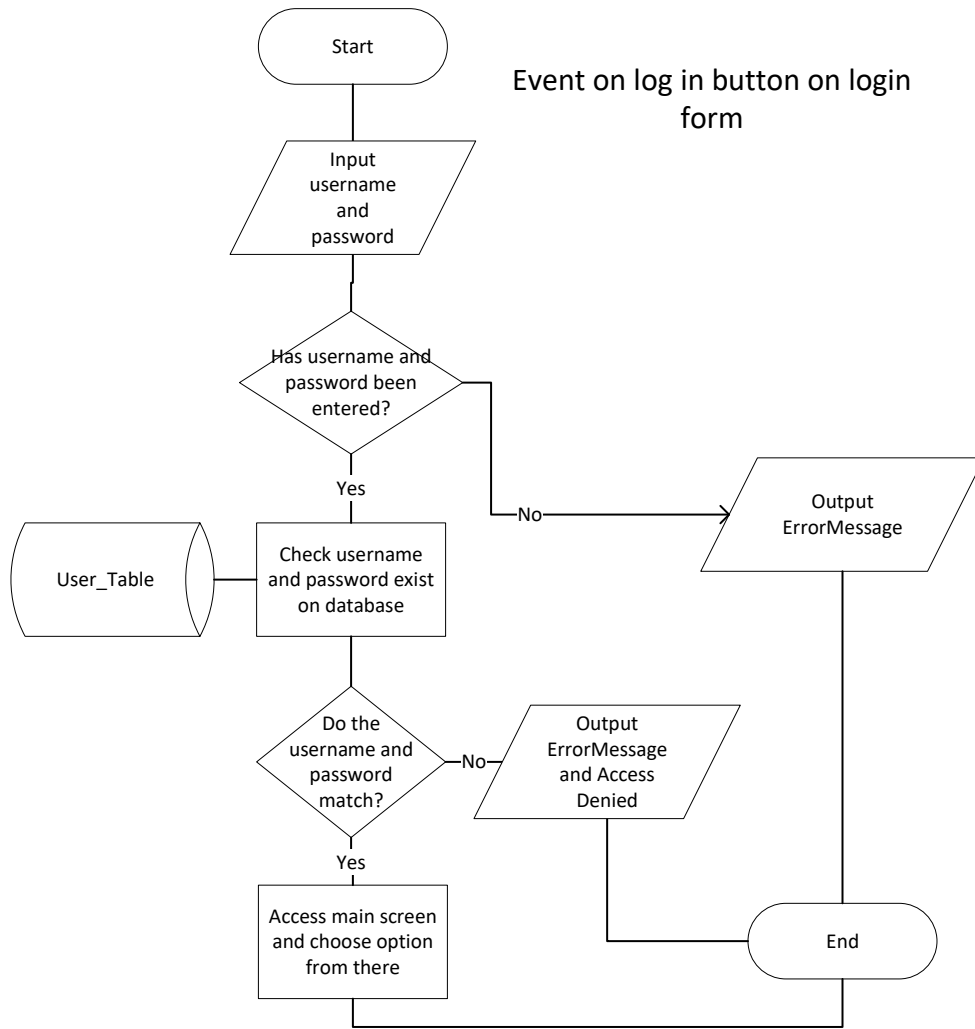 Start
Event on log in button on login
form
Input
username
and
password
Has username and
password been
entered?
Yes
No
Output
ErrorMessage
User_Table
Check username
and password exist
on database
Do the
username and
password
match?
No
Output
ErrorMessage
and Access
Denied
Yes
Access main screen
and choose option
from there
End